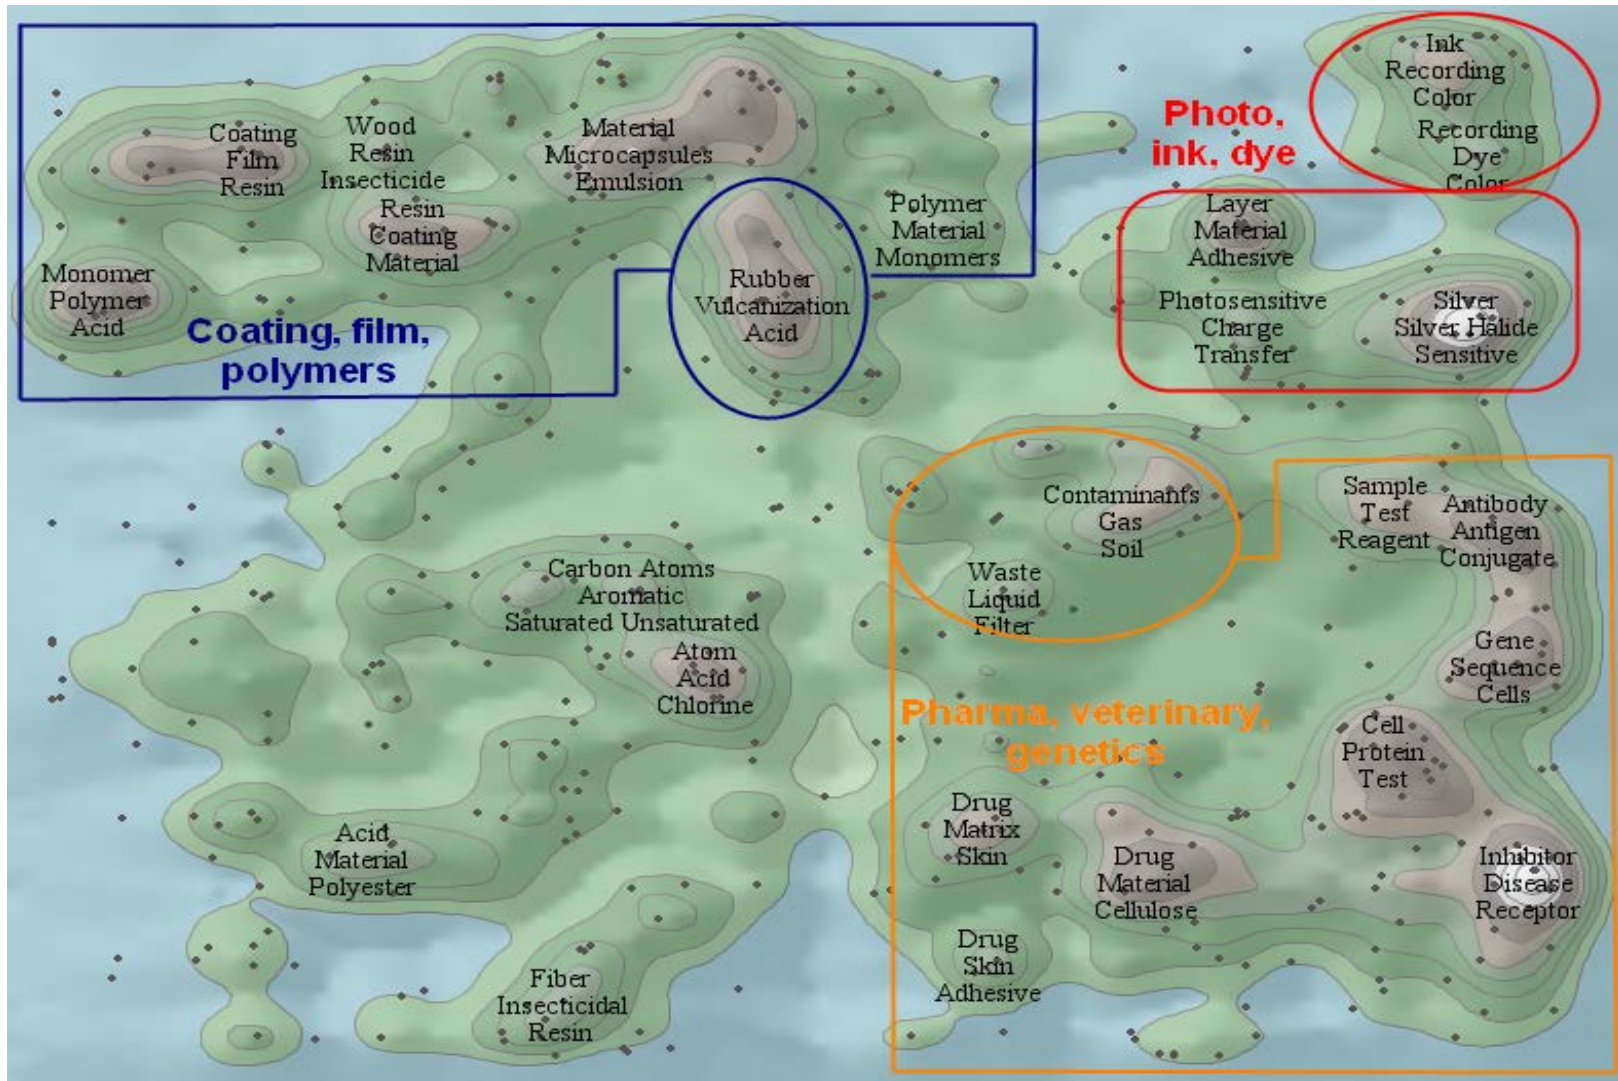 Coating
Film
Resin
Wood
Resin
Insecticide
Resin
Coating
Material
Material
Microcapsules
Emulsion
Polymer
Material
Monomers
Monomer
Polymer
Acid
Rubber
Vulcanization
Acid
Coating, film,
polymers
Photo,
ink, dye
Ink
Recording
Color
Recording
Dye
Color
Layer
Material
Adhesive
Photosensitive
Charge
Transfer
Silver
Silver Halide
Sensitive
Contaminants
Gas
Soil
Waste
Liquid
Filter
Sample
Test
Reagent
Antibody
Antigen
Conjugate
Carbon Atoms
Aromatic
Saturated Unsaturated
Atom
Acid
Chlorine
Gene
Sequence
Cells
Pharma, veterinary,
genetics
Cell
Protein
Test
Drug
Matrix
Skin
Drug
Material
Cellulose
Inhibitor
Disease
Receptor
Acid
Material
Polyester
Drug
Skin
Adhesive
Fiber
Insecticidal
Resin